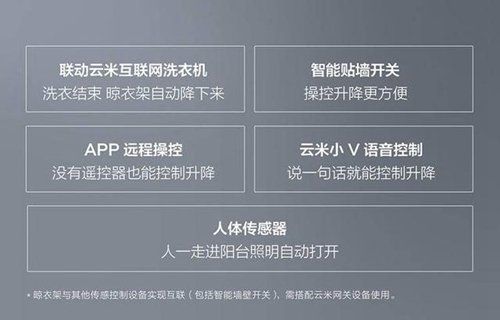 联动云米互联网洗衣机
洗衣结束 晾衣架自动降下来
智能贴墙开关
操控升降更方便
APP 远程操控
没有遥控器也能控制升降
云米小 V 语音控制
说一句话就能控制升降
人体传感器
人一走进阳台照明自动打开
* 晾衣架与其他传感控制设备实现互联（包括智能墙壁开关）、需搭配云米网关设备使用。